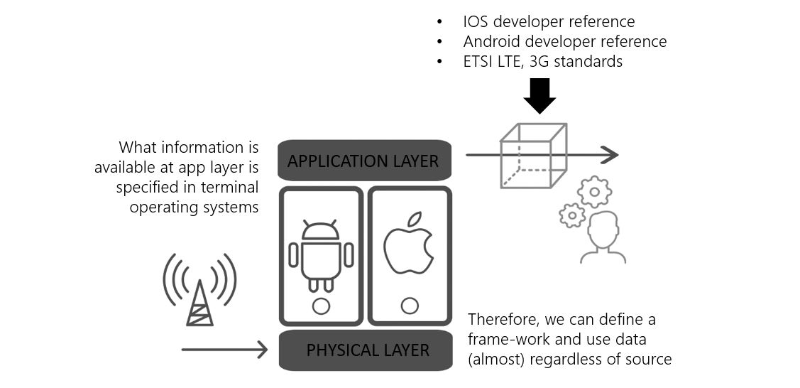 • IOS developer reference
• Android developer reference
• ETSI LTE, 3G standards
What information is
available at app layer is
specified in terminal
operating systems
APPLICATION LAYER
PHYSICAL LAYER
Therefore, we can define a
frame-work and use data
(almost) regardless of source